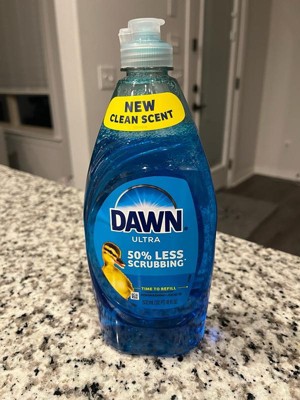 NEW
CLEAN SCENT
DAWN
ULTRA
50% LESS
SCRUBBING*
TIME TO REFILL